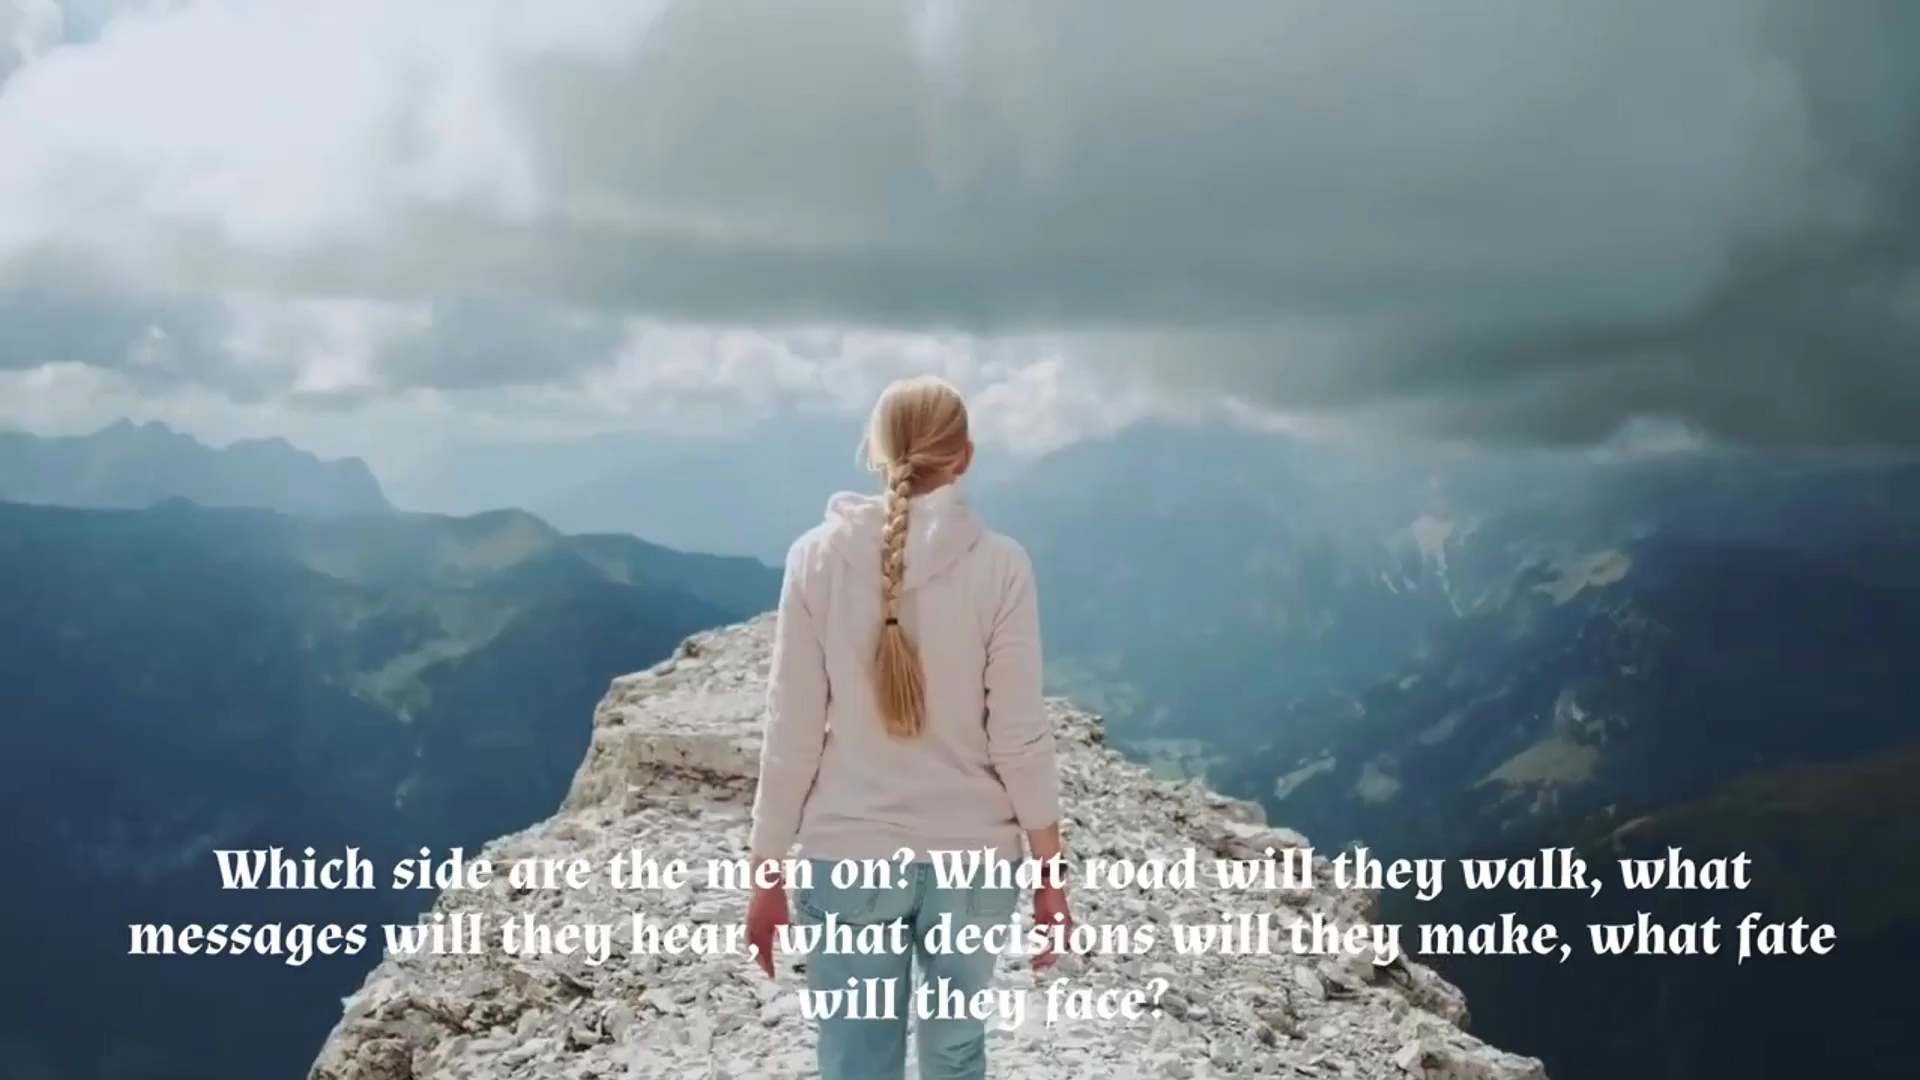 Which side are the men on? What road will they walk, what
messages will they hear, what decisions will they make, what fate
will they face?